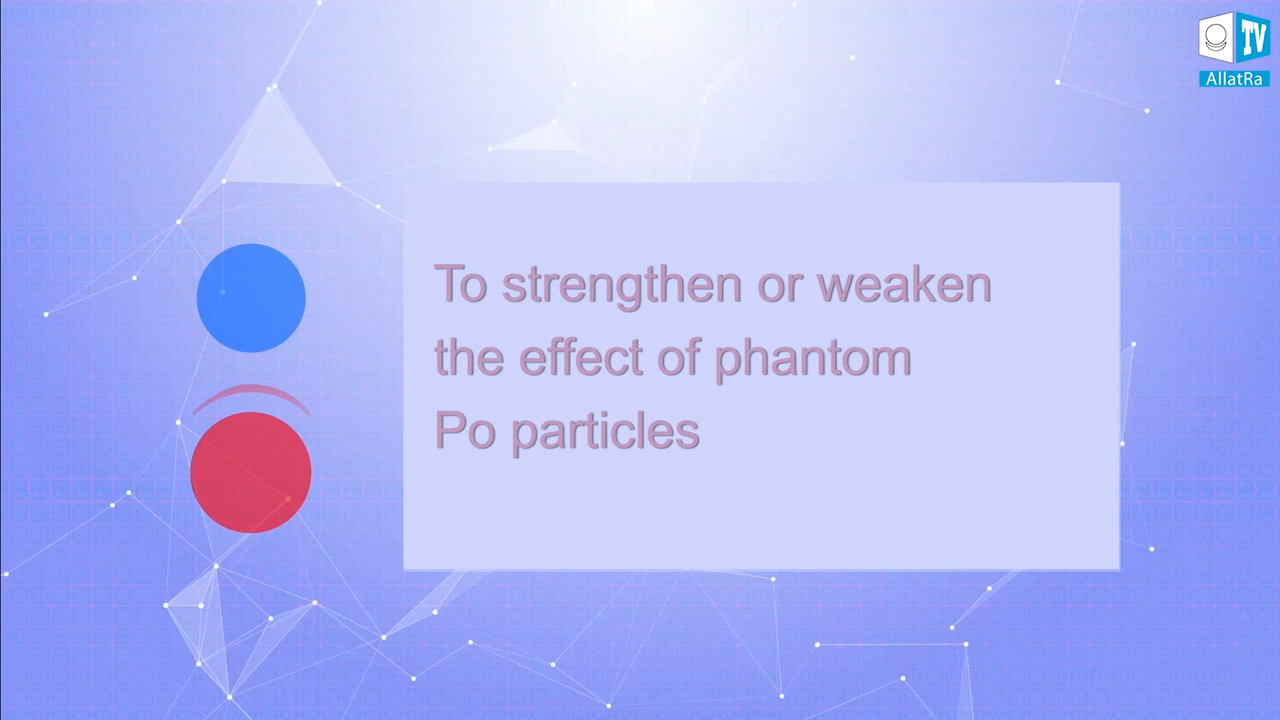 TV
AllatRa
To strengthen or weaken
the effect of phantom
Po particles